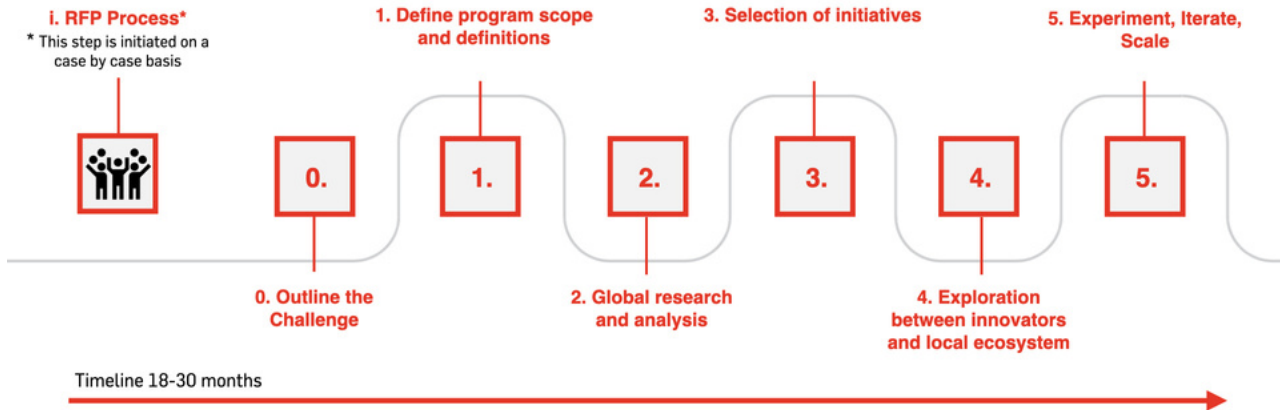 i. RFP Process*
* This step is initiated on a
case by case basis
1. Define program scope
and definitions
3. Selection of initiatives
5. Experiment, Iterate,
Scale
0.
1.
2.
3.
4.
5.
0. Outline the
Challenge
2. Global research
and analysis
4. Exploration
between innovators
and local ecosystem
Timeline 18-30 months